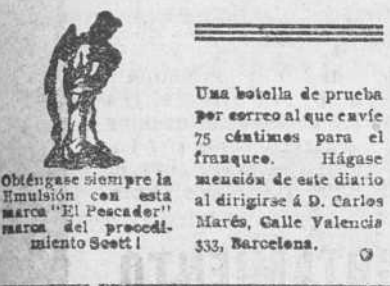 Obténgase siempre la
Emulsión con esta
marca "El Pescador"
marca del procedi-
miento Scott!
Una botella de prueba
por correo al que envíe
75 céntimos para el
franqueo. Hágase
mención de este diario
al dirigirse á D. Carlos
Marés, Calle Valencia
333, Barcelona.